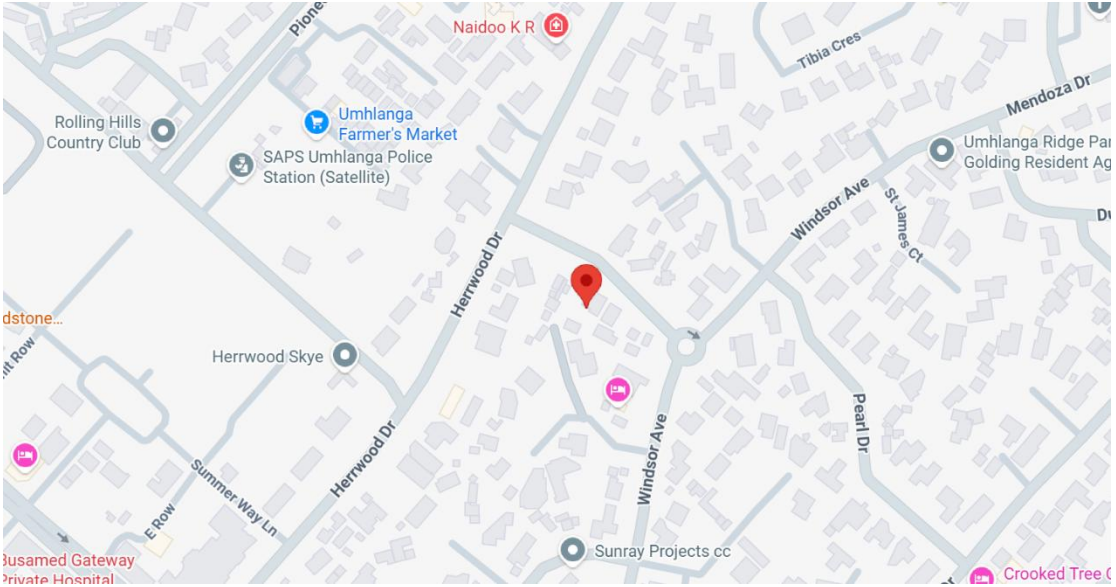 Naidoo K R
Pione
Tibia Cres
Mendoza Dr
Rolling Hills
Country Club
Umhlanga
Farmer's Market
SAPS Umhlanga Police
Station (Satellite)
Umhlanga Ridge Par
Golding Resident Ag
Windsor Ave
St James Ct
Du
Herrwood Dr
dstone...
Herrwood Skye
Row
Pearl Dr
Windsor Ave
Herrwood Dr
Summer Way Ln
E Row
Busamed Gateway
Private Hospital
Sunray Projects cc
Crooked Tree